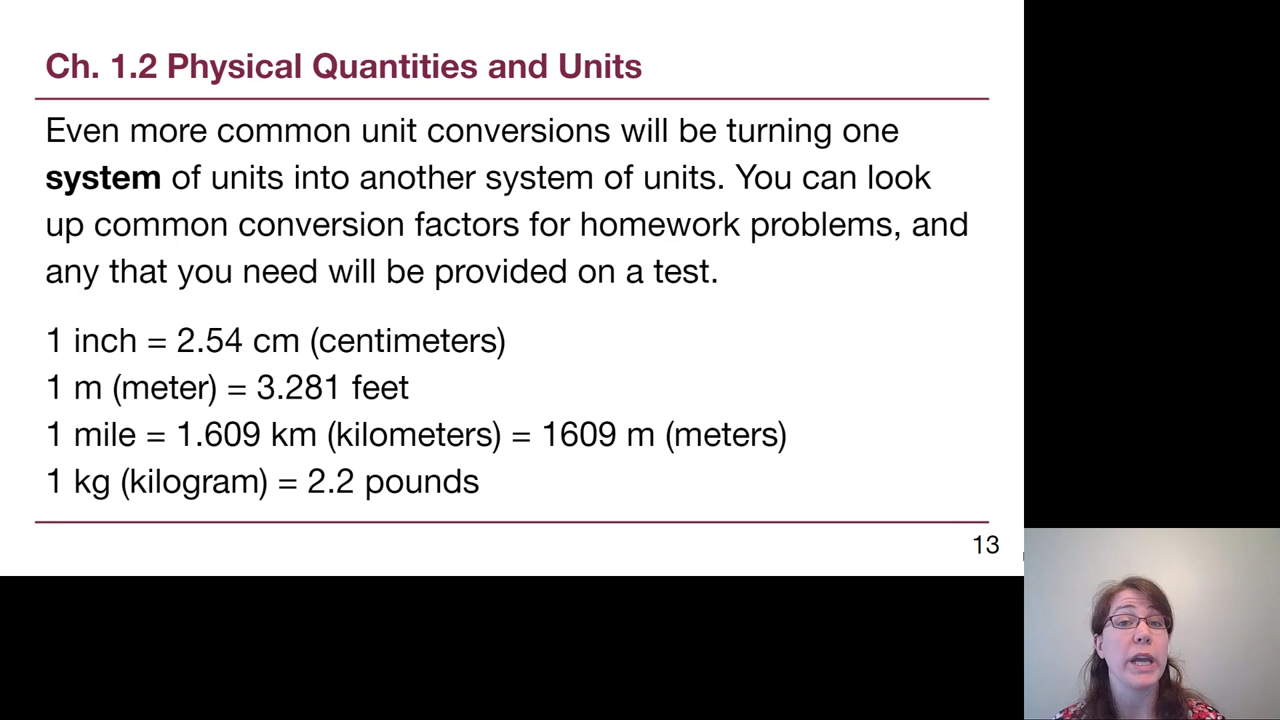 Ch. 1.2 Physical Quantities and Units
Even more common unit conversions will be turning one
system of units into another system of units. You can look
up common conversion factors for homework problems, and
any that you need will be provided on a test.
1 inch = 2.54 cm (centimeters)
1 m (meter) = 3.281 feet
1 mile = 1.609 km (kilometers) = 1609 m (meters)
1 kg (kilogram) = 2.2 pounds
13